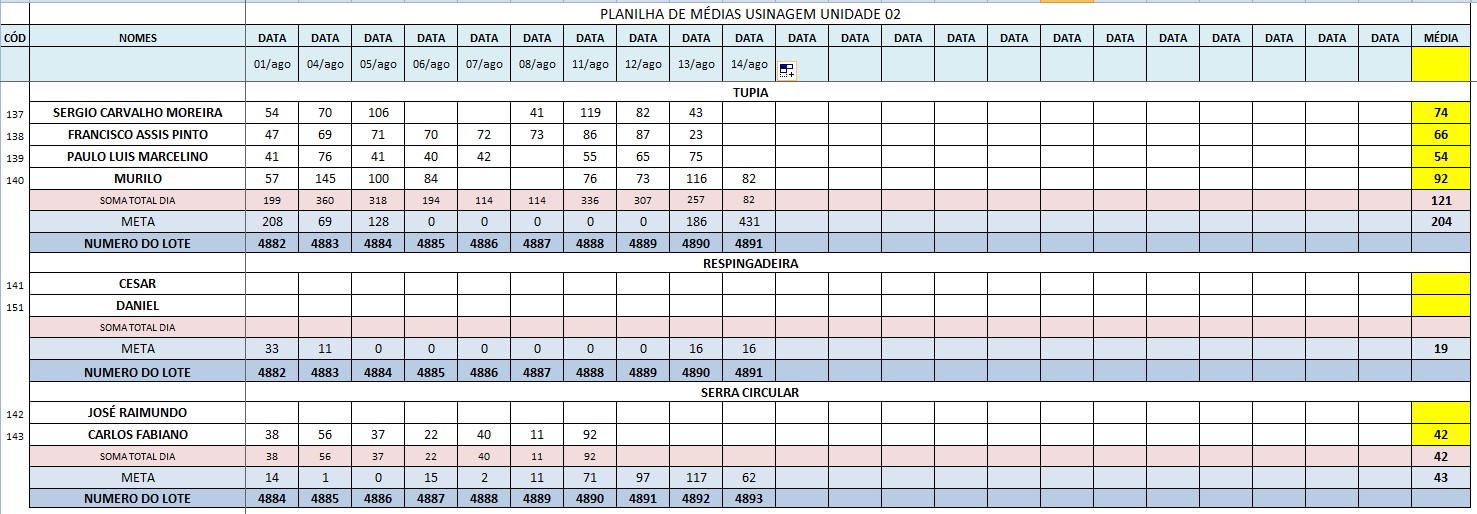 PLANILHA DE MÉDIAS USINAGEM UNIDADE 02
CÓD NOMES DATA DATA DATA DATA DATA DATA DATA DATA DATA DATA DATA DATA DATA DATA DATA DATA DATA DATA DATA DATA DATA DATA MÉDIA
01/ago 04/ago 05/ago 06/ago 07/ago 08/ago 11/ago 12/ago 13/ago 14/ago
TUPIA
137 SERGIO CARVALHO MOREIRA 54 70 106 41 119 82 43 74
138 FRANCISCO ASSIS PINTO 47 69 71 70 72 73 86 87 23 66
139 PAULO LUIS MARCELINO 41 76 41 40 42 55 65 75 54
140 MURILO 57 145 100 84 76 73 116 82 92
SOMA TOTAL DIA 199 360 318 194 114 114 336 307 257 82 121
META 208 69 128 0 0 0 0 0 186 431 204
NUMERO DO LOTE 4882 4883 4884 4885 4886 4887 4888 4889 4890 4891
RESPINGADEIRA
141 CESAR
151 DANIEL
SOMA TOTAL DIA
META 33 11 0 0 0 0 0 0 16 16 19
NUMERO DO LOTE 4882 4883 4884 4885 4886 4887 4888 4889 4890 4891
SERRA CIRCULAR
142 JOSÉ RAIMUNDO
143 CARLOS FABIANO 38 56 37 22 40 11 92 42
SOMA TOTAL DIA 38 56 37 22 40 11 92 42
META 14 1 0 15 2 11 71 97 117 62 43
NUMERO DO LOTE 4884 4885 4886 4887 4888 4889 4890 4891 4892 4893